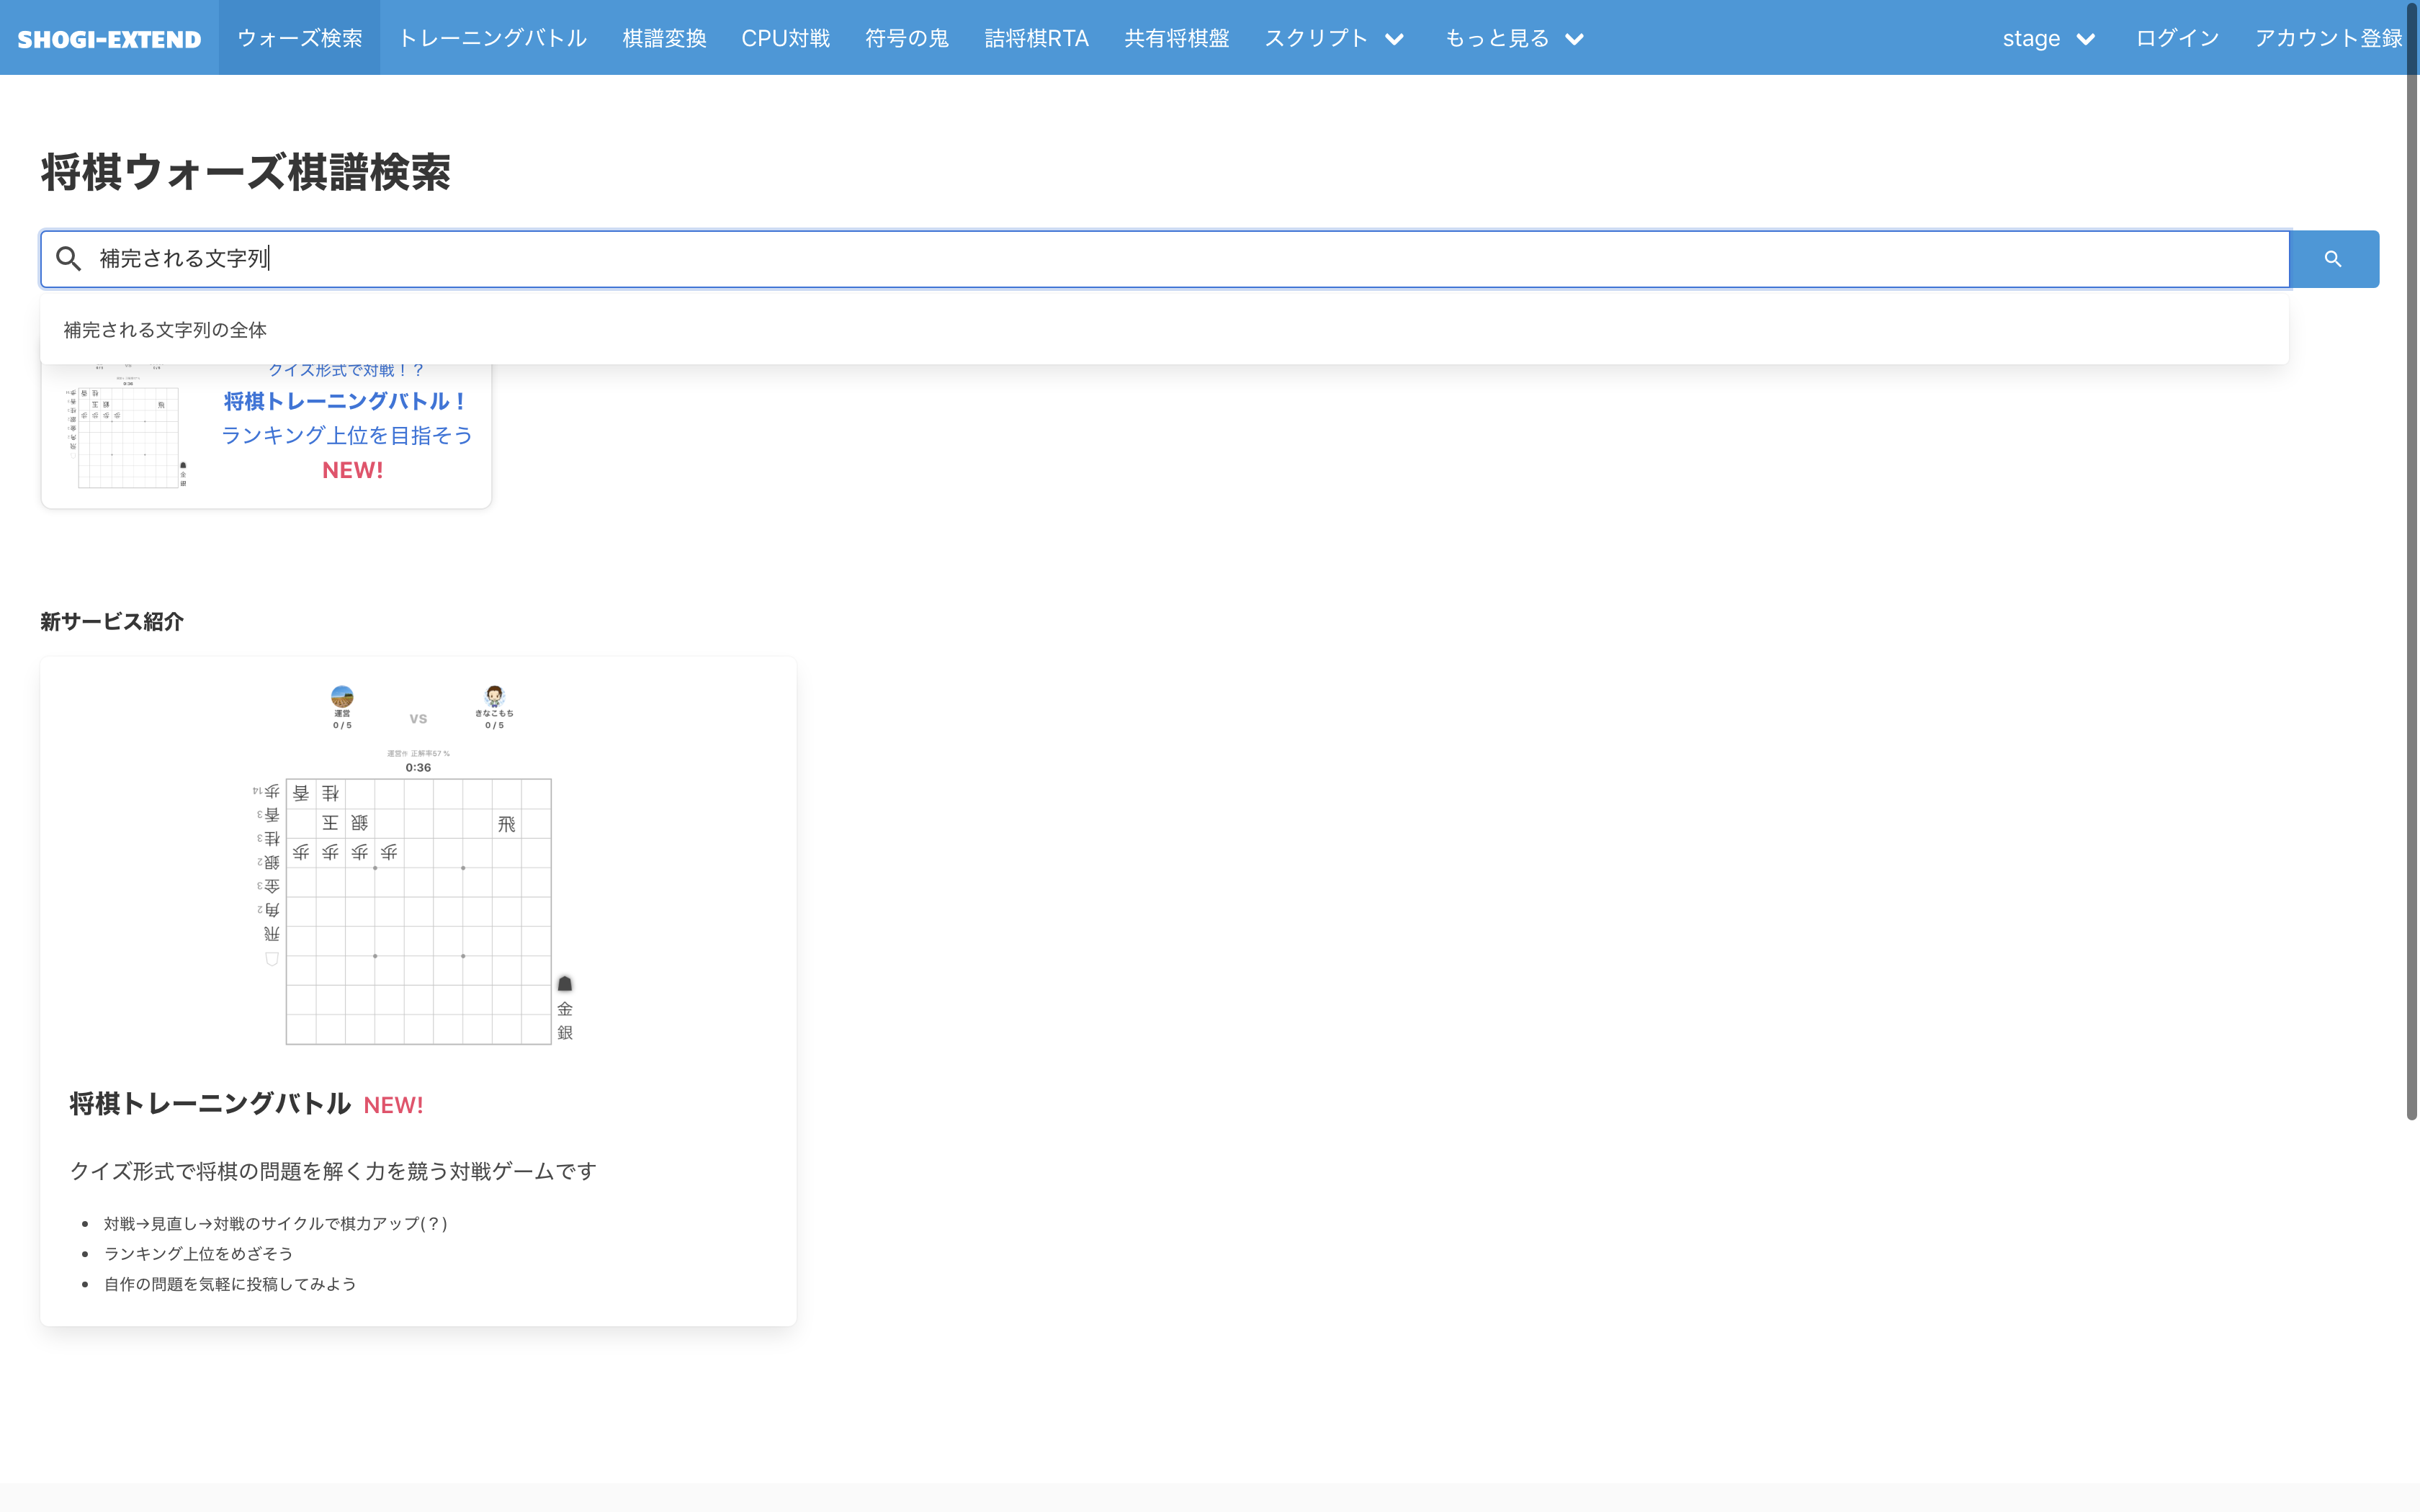 SHOGI-EXTEND ウォーズ検索 トレーニングバトル 棋譜変換 CPU対戦 符号の鬼 詰将棋RTA 共有将棋盤 スクリプト もっと見る stage ログイン アカウント登録
将棋ウォーズ棋譜検索
補完される文字列
補完される文字列の全体
クイズ形式で対戦！？
将棋トレーニングバトル！
ランキング上位を目指そう
NEW!
新サービス紹介
運営
0 / 5
VS
きなこもち
0 / 5
運営作 正解率57 %
0:36
歩14
香3
桂3
銀2
金3
角2
飛
香 桂
王 銀 飛
歩 歩 歩 歩
金
銀
将棋トレーニングバトル NEW!
クイズ形式で将棋の問題を解く力を競う対戦ゲームです
対戦→見直し→対戦のサイクルで棋力アップ(？)
ランキング上位をめざそう
自作の問題を気軽に投稿してみよう